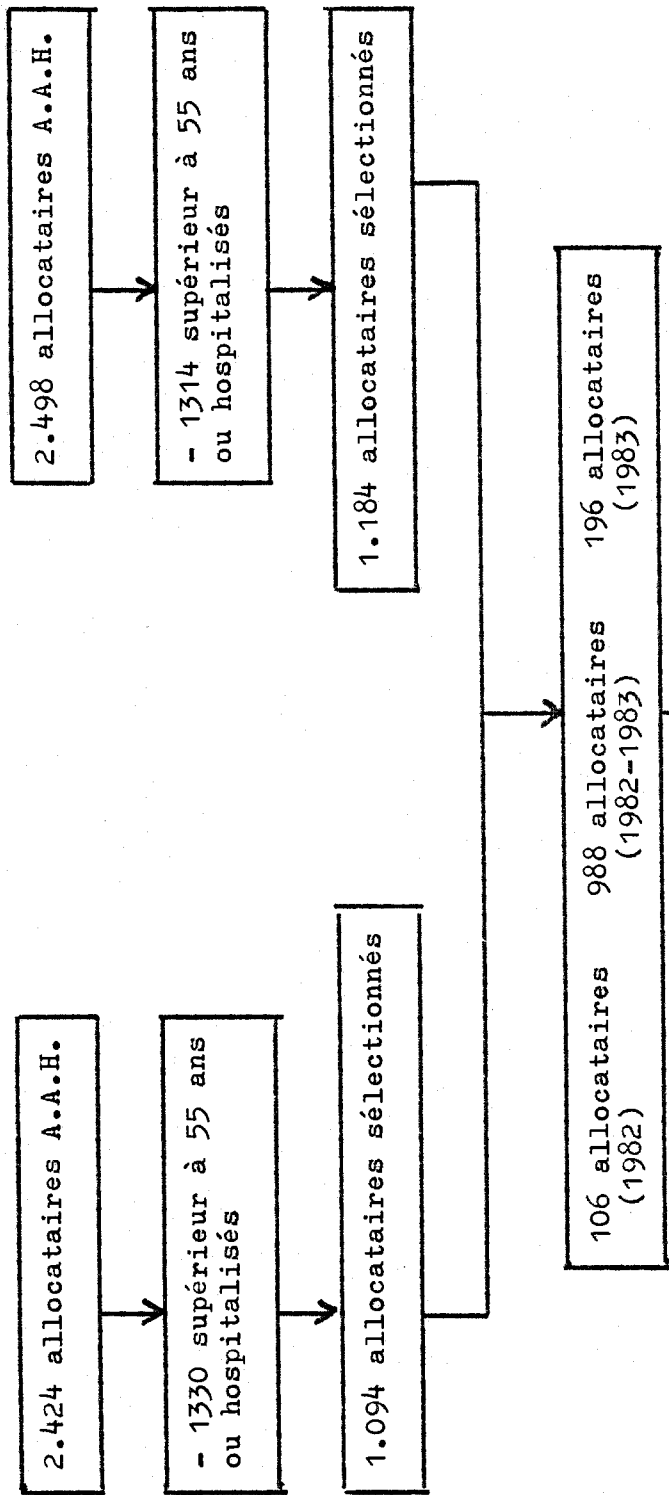 2.424 allocataires A.A.H.
- 1330 supérieur à 55 ans
ou hospitalisés
1.094 allocataires sélectionnés
2.498 allocataires A.A.H.
- 1314 supérieur à 55 ans
ou hospitalisés
1.184 allocataires sélectionnés
106 allocataires
(1982)
988 allocataires
(1982-1983)
196 allocataires
(1983)